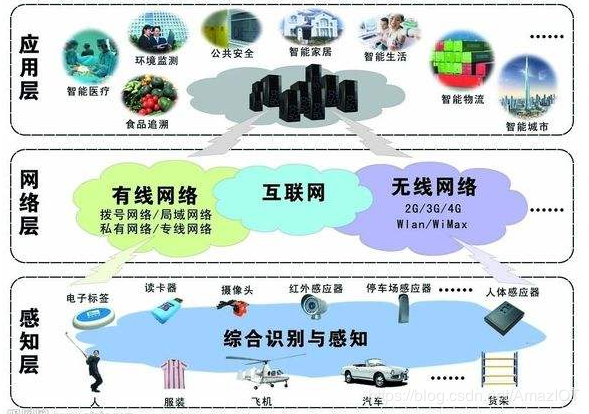 应用层
智能医疗
环境监测
公共安全
智能家居
智能生活
食品追溯
智能物流
智能城市
......
网络层
有线网络
拨号网络/局域网络
私有网络/专线网络
互联网
无线网络
2G/3G/4G
Wlan/WiMax
......
感知层
电子标签
读卡器
摄像头
红外感应器
停车场感应器
人体感应器
......
综合识别与感知
人
服装
飞机
汽车
......
货架